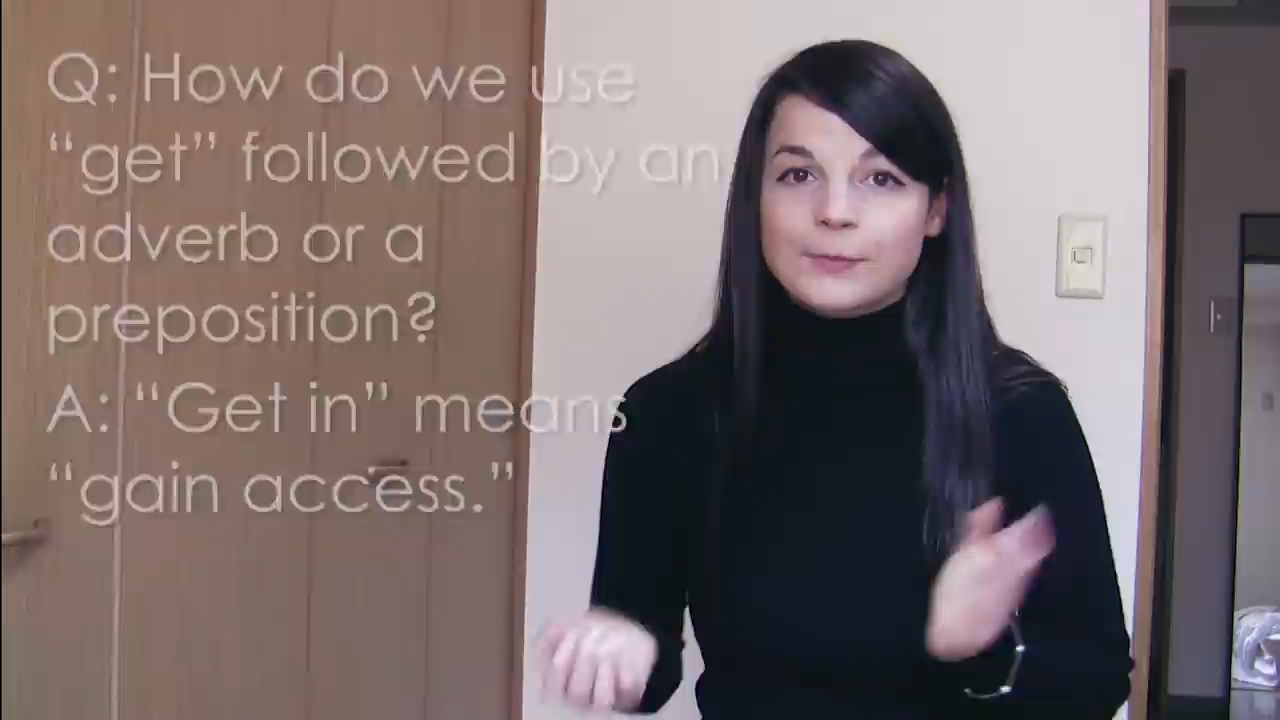 Q: How do we use
“get” followed by an
adverb or a
preposition?
A: “Get in” means
“gain access.”